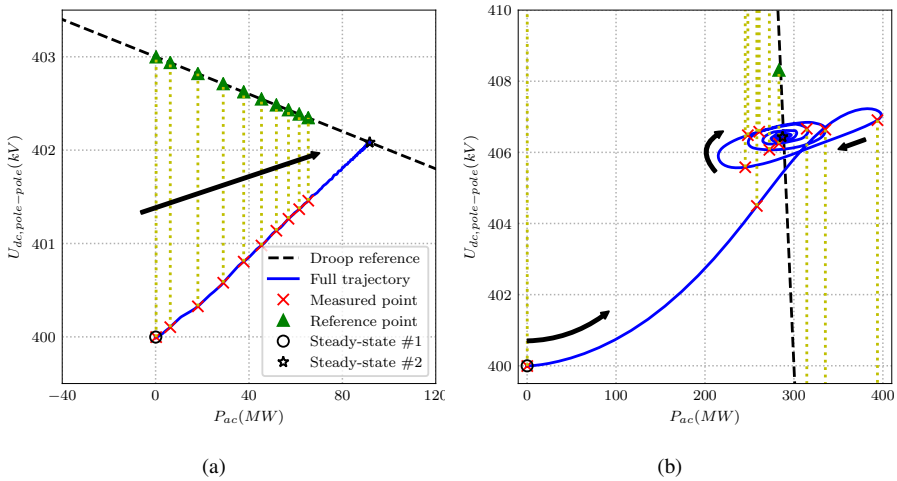 403
402
401
400
U_{dc,pole-pole}(kV)
-40
0
40
80
120
P_{ac}(MW)
Droop reference
Full trajectory
Measured point
Reference point
Steady-state #1
Steady-state #2
(a)
410
408
406
404
402
400
U_{dc,pole-pole}(kV)
0
100
200
300
400
P_{ac}(MW)
(b)